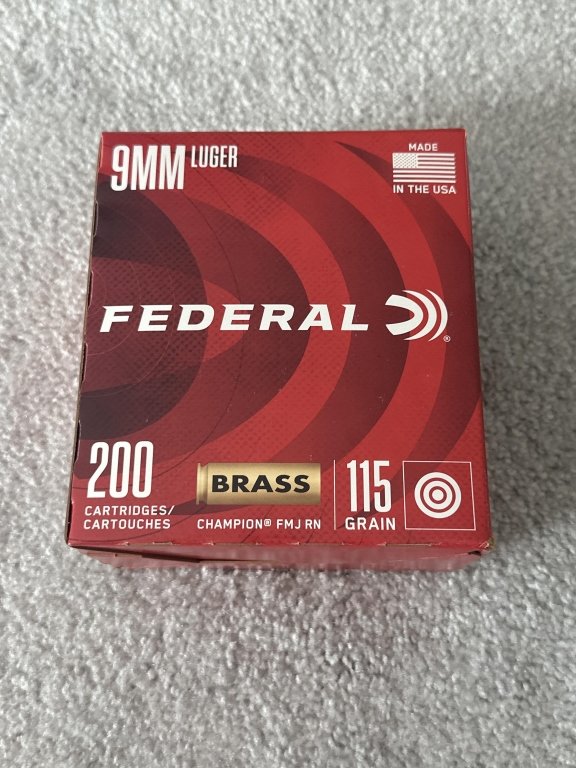 9MM LUGER
MADE
IN THE USA
FEDERAL ®
200
CARTRIDGES/
CARTOUCHES
BRASS
CHAMPION® FMJ RN
115
GRAIN